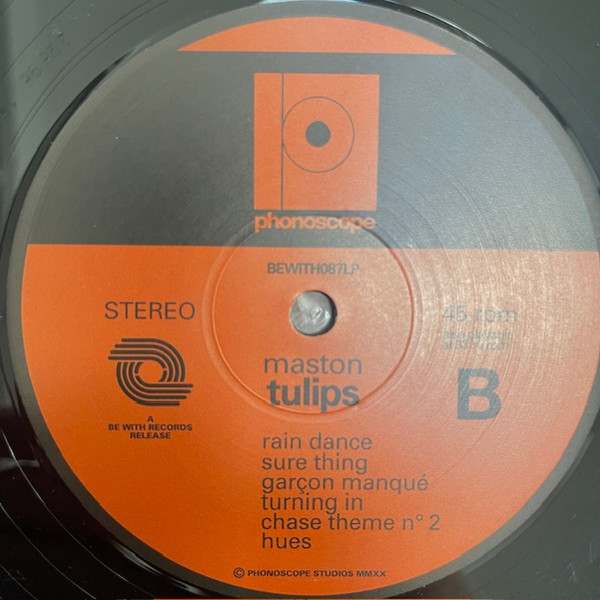 phonoscope
BEWITH087LP
STEREO
45 rpm
maston
tulips
B
A
BE WITH RECORDS
RELEASE
rain dance
sure thing
garçon manqué
turning in
chase theme n° 2
hues
© PHONOSCOPE STUDIOS MMXX